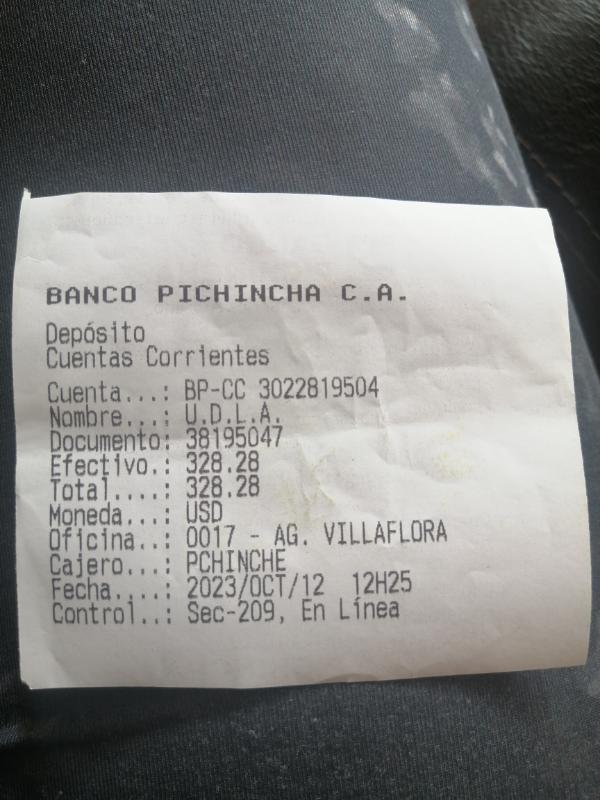 BANCO PICHINCHA C.A.
Depósito
Cuentas Corrientes
Cuenta...: BP-CC 3022819504
Nombre...: U.D.L.A.
Documento: 38195047
Efectivo.: 328.28
Total....: 328.28
Moneda...: USD
Oficina..: 0017 - AG. VILLAFLORA
Cajero...: PCHINCHE
Fecha....: 2023/OCT/12 12H25
Control..: Sec-209, En Línea